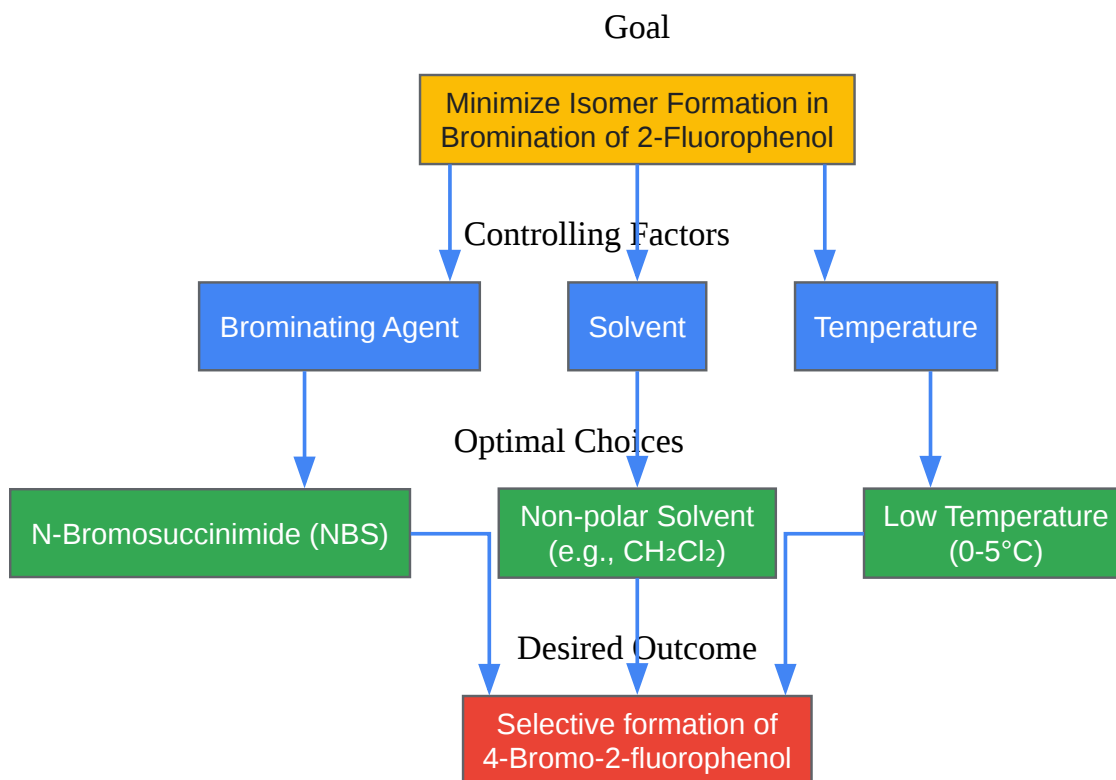 Goal
Minimize Isomer Formation in
Bromination of 2-Fluorophenol
Controlling Factors
Brominating Agent
Solvent
Temperature
Optimal Choices
N-Bromosuccinimide (NBS)
Non-polar Solvent
(e.g., CH₂Cl₂)
Low Temperature
(0-5°C)
Desired Outcome
Selective formation of
4-Bromo-2-fluorophenol